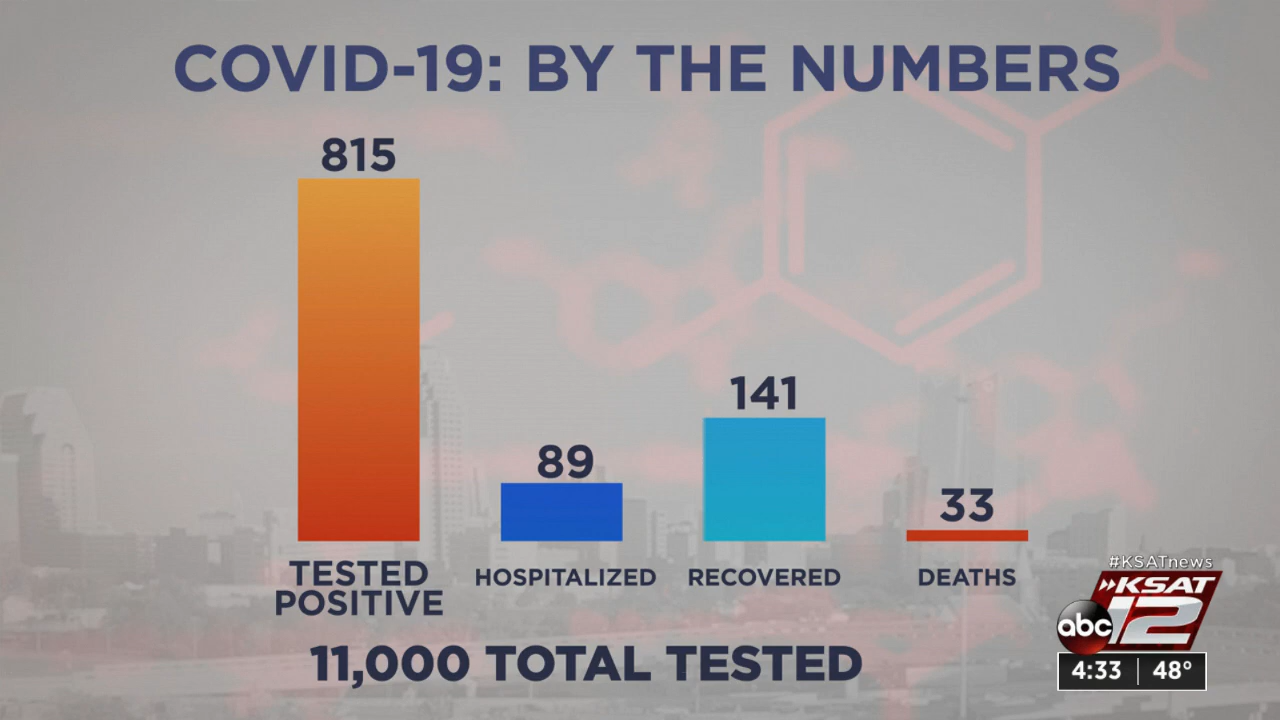 COVID-19: BY THE NUMBERS
815
89
141
33
TESTED
POSITIVE
HOSPITALIZED
RECOVERED
DEATHS
11,000 TOTAL TESTED
#KSATnews
KSAT
abc 12
4:33 48°